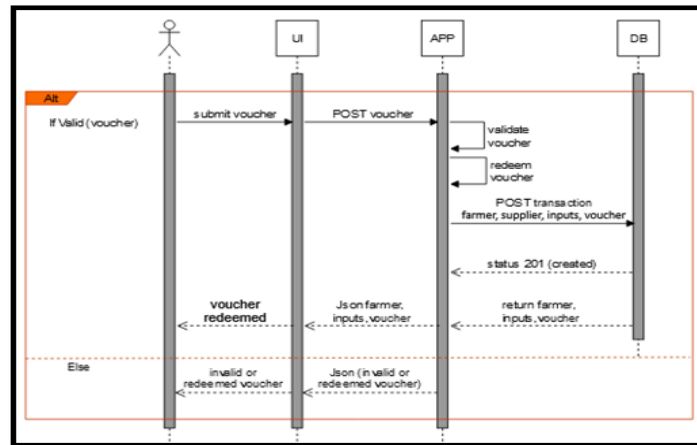 UI
APP
DB
Alt
If Valid (voucher)
submit voucher
POST voucher
validate
voucher
redeem
voucher
POST transaction
farmer, supplier, inputs, voucher
status 201 (created)
voucher
redeemed
Json farmer,
inputs, voucher
return farmer,
inputs, voucher
Else
invalid or
redeemed voucher
Json (invalid or
redeemed voucher)